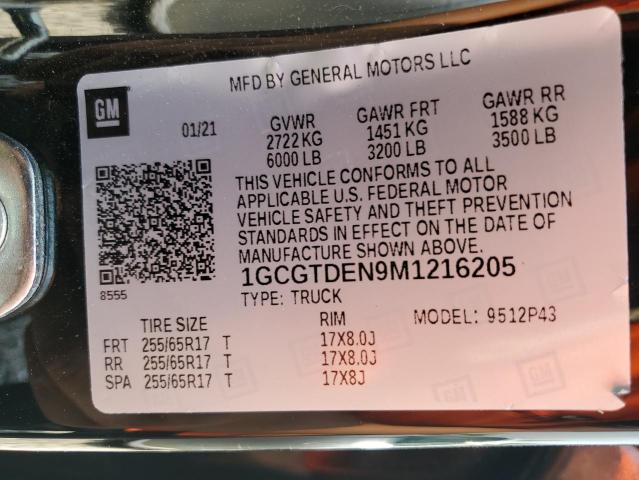 MFD BY GENERAL MOTORS LLC
GM
01/21
GVWR GAWR FRT GAWR RR
2722 KG 1451 KG 1588 KG
6000 LB 3200 LB 3500 LB
THIS VEHICLE CONFORMS TO ALL
APPLICABLE U.S. FEDERAL MOTOR
VEHICLE SAFETY AND THEFT PREVENTION
STANDARDS IN EFFECT ON THE DATE OF
MANUFACTURE SHOWN ABOVE.
8555
1GCGTDEN9M1216205
TYPE: TRUCK
TIRE SIZE RIM MODEL: 9512P43
FRT 255/65R17 T 17X8.0J
RR 255/65R17 T 17X8.0J
SPA 255/65R17 T 17X8J